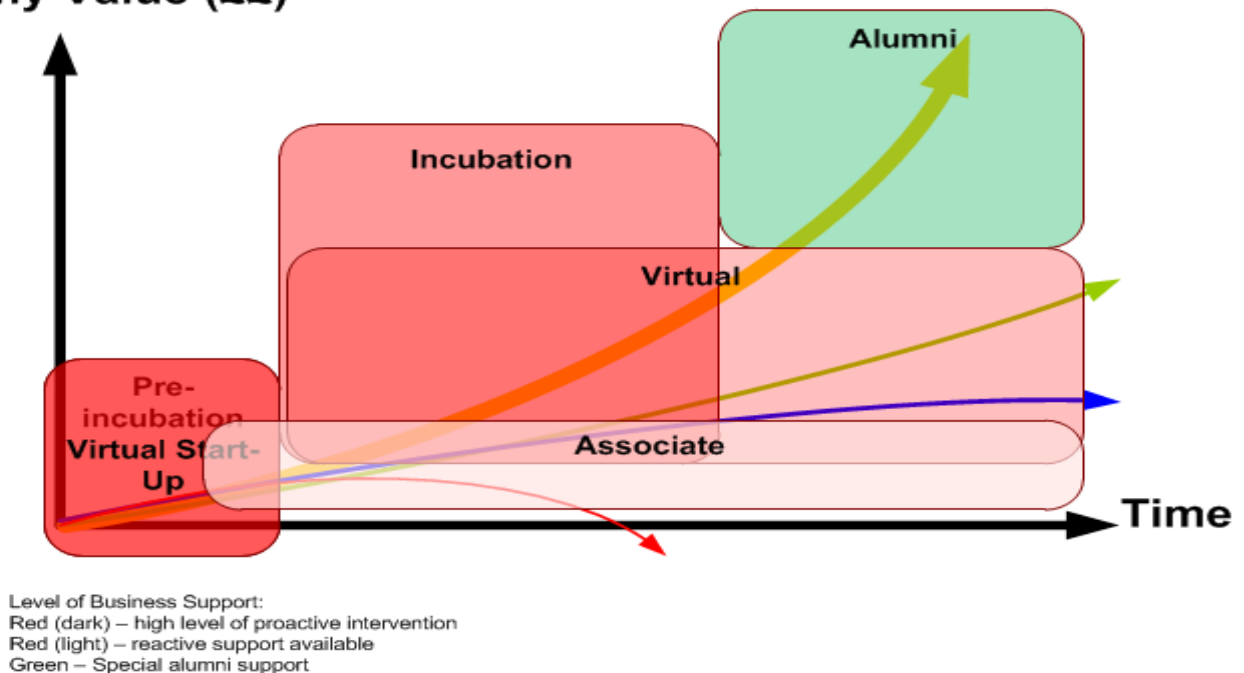 Value (££)
Alumni
Incubation
Virtual
Pre-
incubation
Virtual Start-
Up
Associate
Time
Level of Business Support:
Red (dark) – high level of proactive intervention
Red (light) – reactive support available
Green – Special alumni support